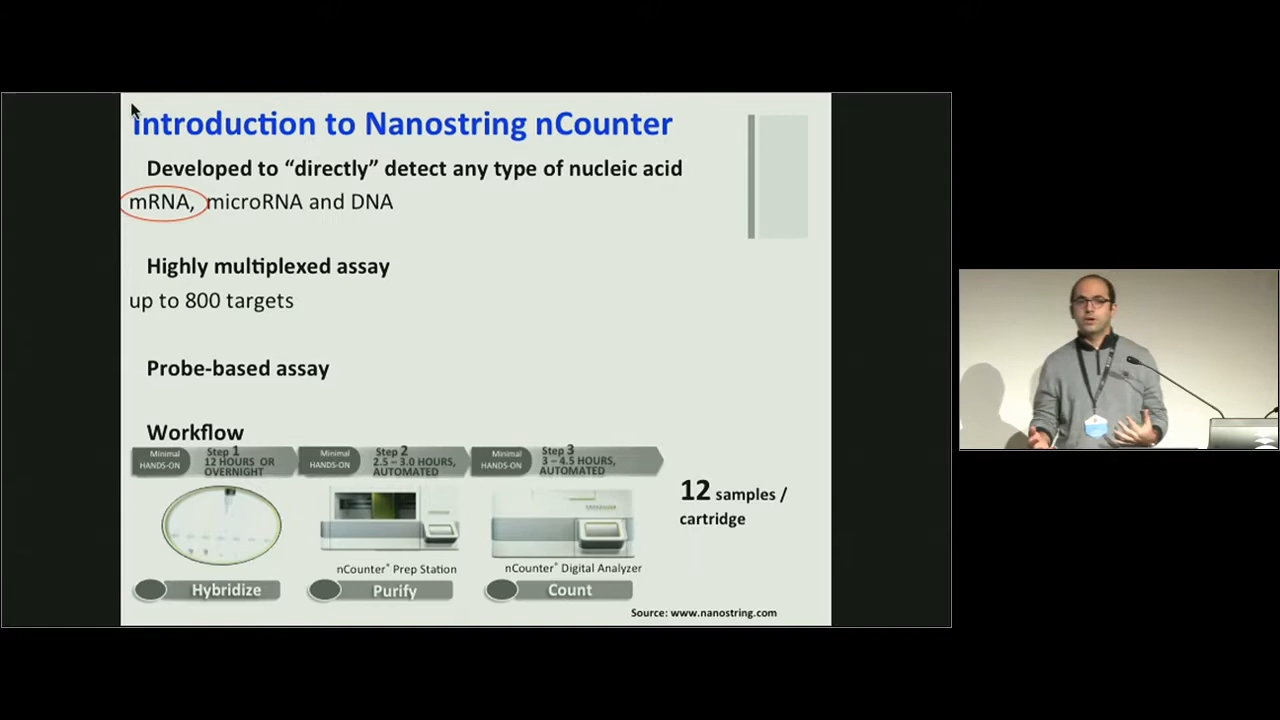 Introduction to Nanostring nCounter
Developed to “directly” detect any type of nucleic acid
mRNA, microRNA and DNA
Highly multiplexed assay
up to 800 targets
Probe-based assay
Workflow
Minimal
HANDS-ON
Step 1
12 HOURS OR
OVERNIGHT
Minimal
HANDS-ON
Step 2
2.5 – 3.0 HOURS,
AUTOMATED
Minimal
HANDS-ON
Step 3
3 – 4.5 HOURS,
AUTOMATED
12 samples /
cartridge
nCounter® Prep Station
nCounter® Digital Analyzer
Hybridize
Purify
Count
Source: www.nanostring.com